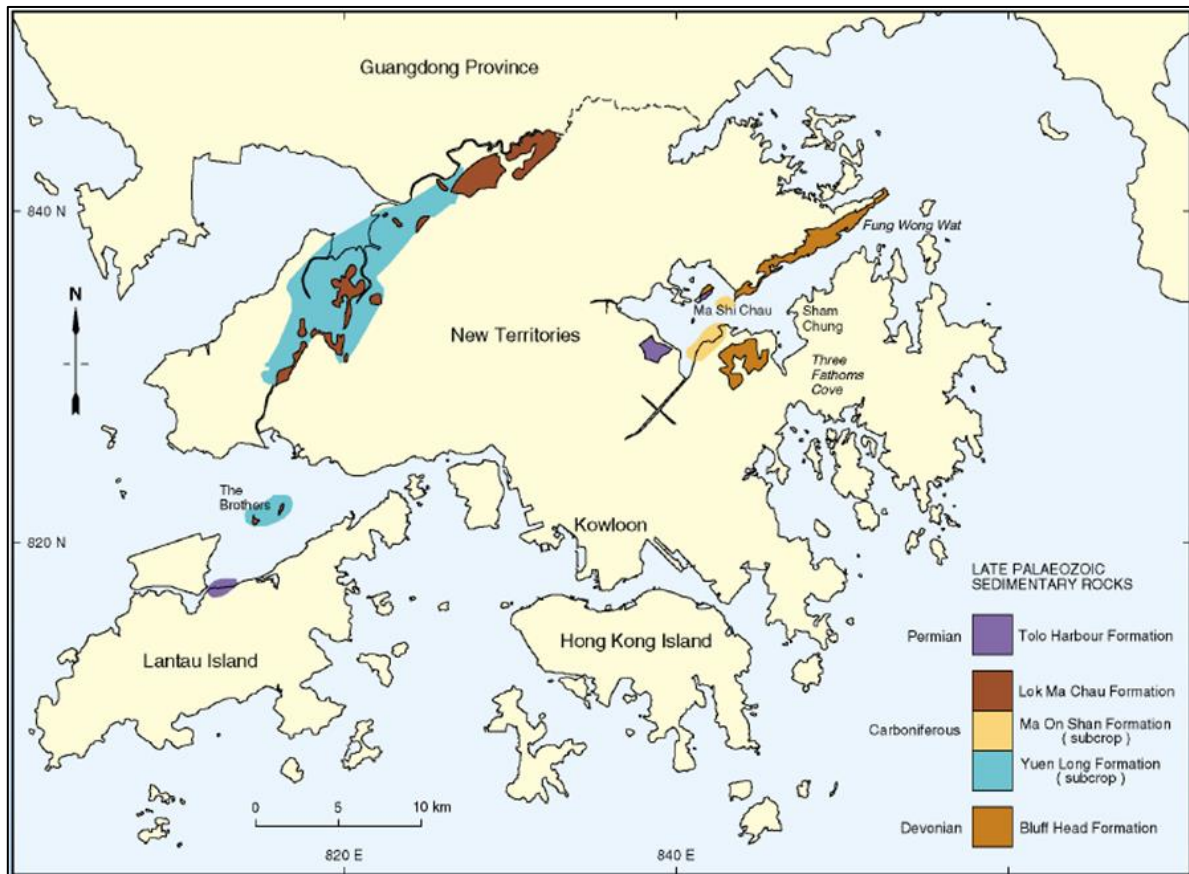 Guangdong Province
840 N
Fung Wong Wat
N
Ma Shi Chau
Sham
Chung
New Territories
Three
Fathoms
Cove
The
Brothers
820 N
Kowloon
LATE PALAEOZOIC
SEDIMENTARY ROCKS
Permian
Tolo Harbour Formation
Hong Kong Island
Lantau Island
Lok Ma Chau Formation
Carboniferous
Ma On Shan Formation
( subcrop )
Yuen Long Formation
( subcrop )
0 5 10 km
Devonian
Bluff Head Formation
820 E
840 E